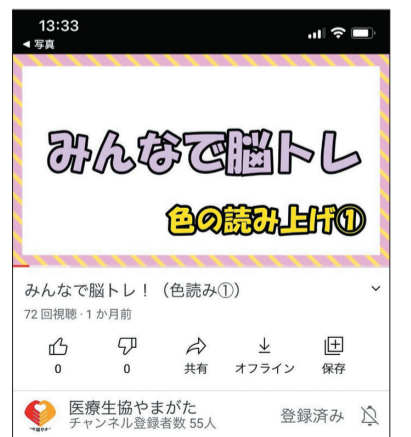 13:33
◀ 写真
みんなで脳トレ
色の読み上げ①
みんなで脳トレ！（色読み①）
72 回視聴・1 か月前
0 0 共有 オフライン 保存
医療生協やまがた
チャンネル登録者数 55人
登録済み